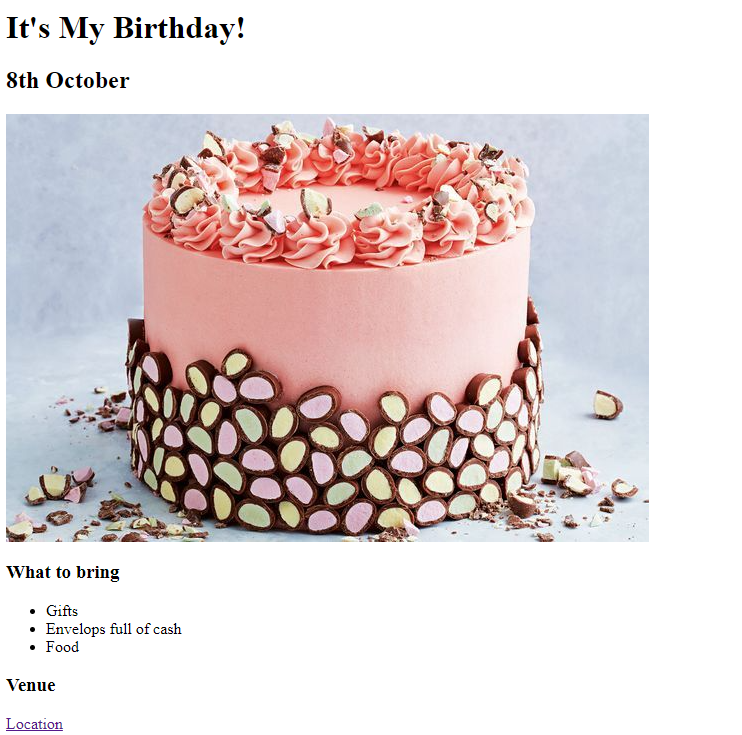 It's My Birthday!
8th October
What to bring
Gifts
Envelops full of cash
Food
Venue
Location